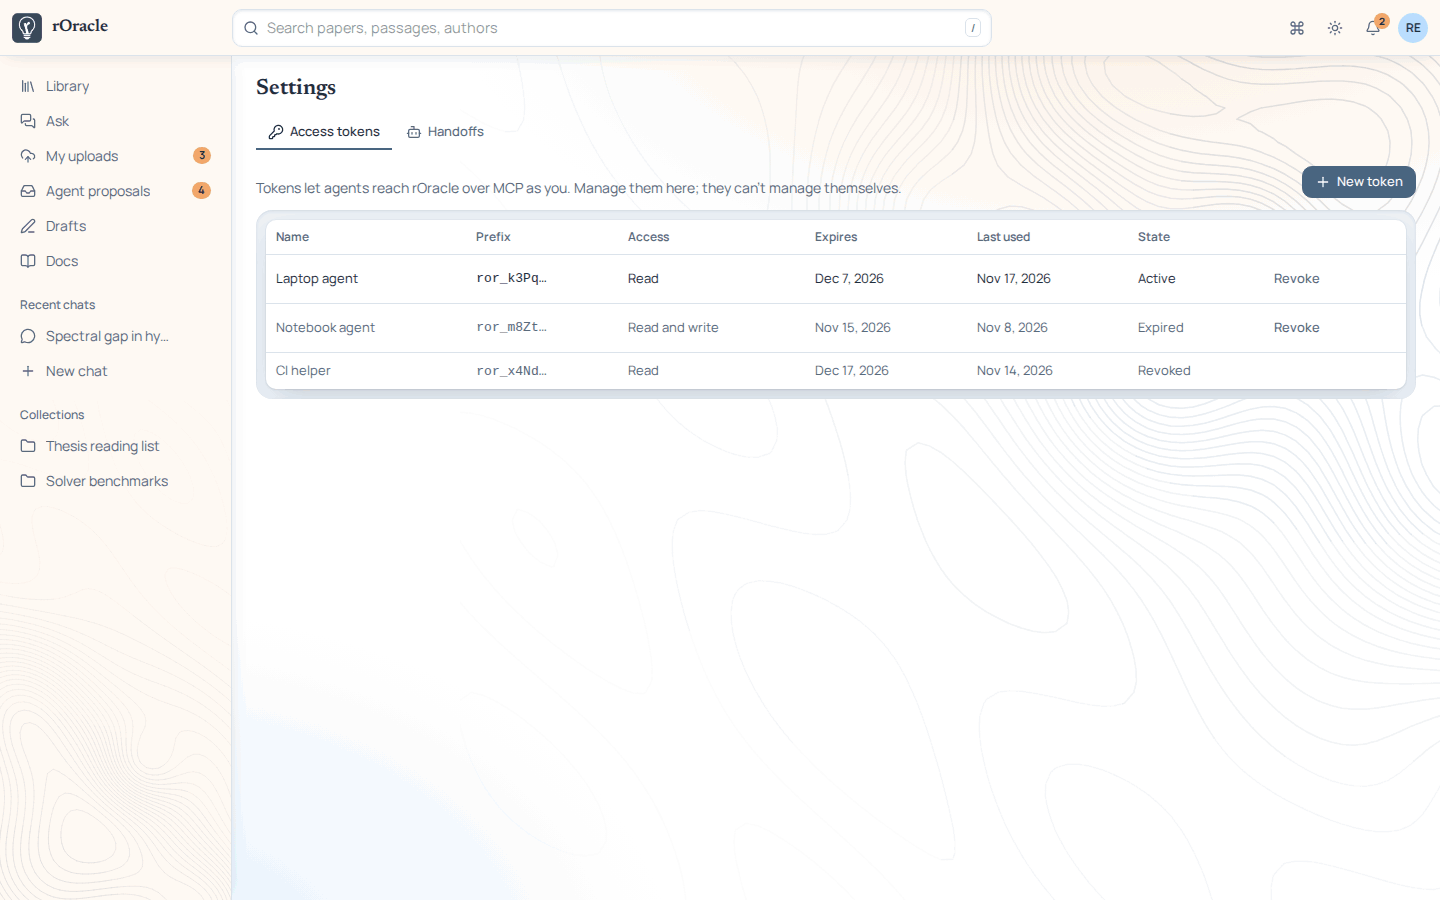 rOracle
Search papers, passages, authors
/
2
RE
Library
Ask
My uploads 3
Agent proposals 4
Drafts
Docs
Recent chats
Spectral gap in hy…
New chat
Collections
Thesis reading list
Solver benchmarks
Settings
Access tokens
Handoffs
Tokens let agents reach rOracle over MCP as you. Manage them here; they can't manage themselves.
New token
Name Prefix Access Expires Last used State
Laptop agent ror_k3Pq… Read Dec 7, 2026 Nov 17, 2026 Active Revoke
Notebook agent ror_m8Zt… Read and write Nov 15, 2026 Nov 8, 2026 Expired Revoke
CI helper ror_x4Nd… Read Dec 17, 2026 Nov 14, 2026 Revoked